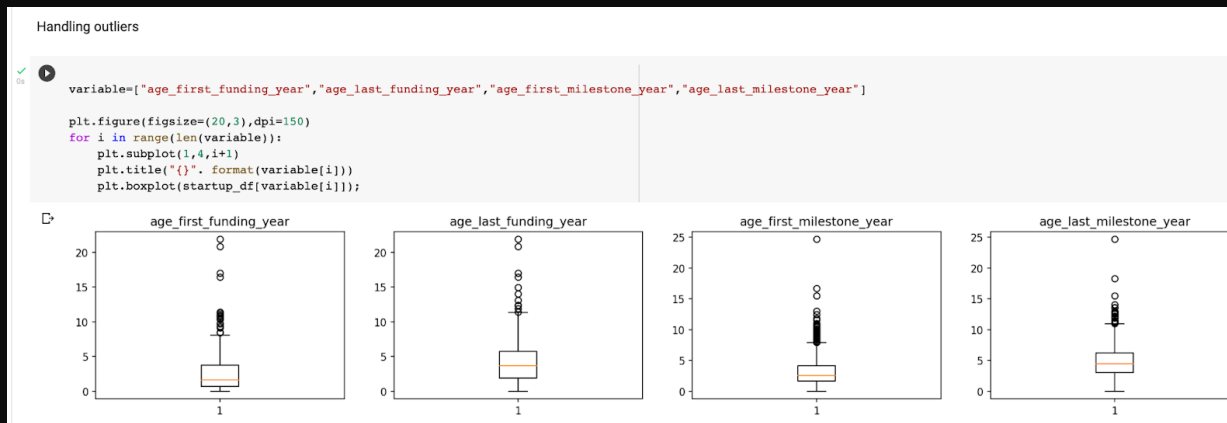 Handling outliers
0s
variable=["age_first_funding_year","age_last_funding_year","age_first_milestone_year","age_last_milestone_year"]
plt.figure(figsize=(20,3),dpi=150)
for i in range(len(variable)):
plt.subplot(1,4,i+1)
plt.title("{}". format(variable[i]))
plt.boxplot(startup_df[variable[i]]);
age_first_funding_year
20
15
10
5
0
1
age_last_funding_year
20
15
10
5
0
1
age_first_milestone_year
25
20
15
10
5
0
1
age_last_milestone_year
25
20
15
10
5
0
1